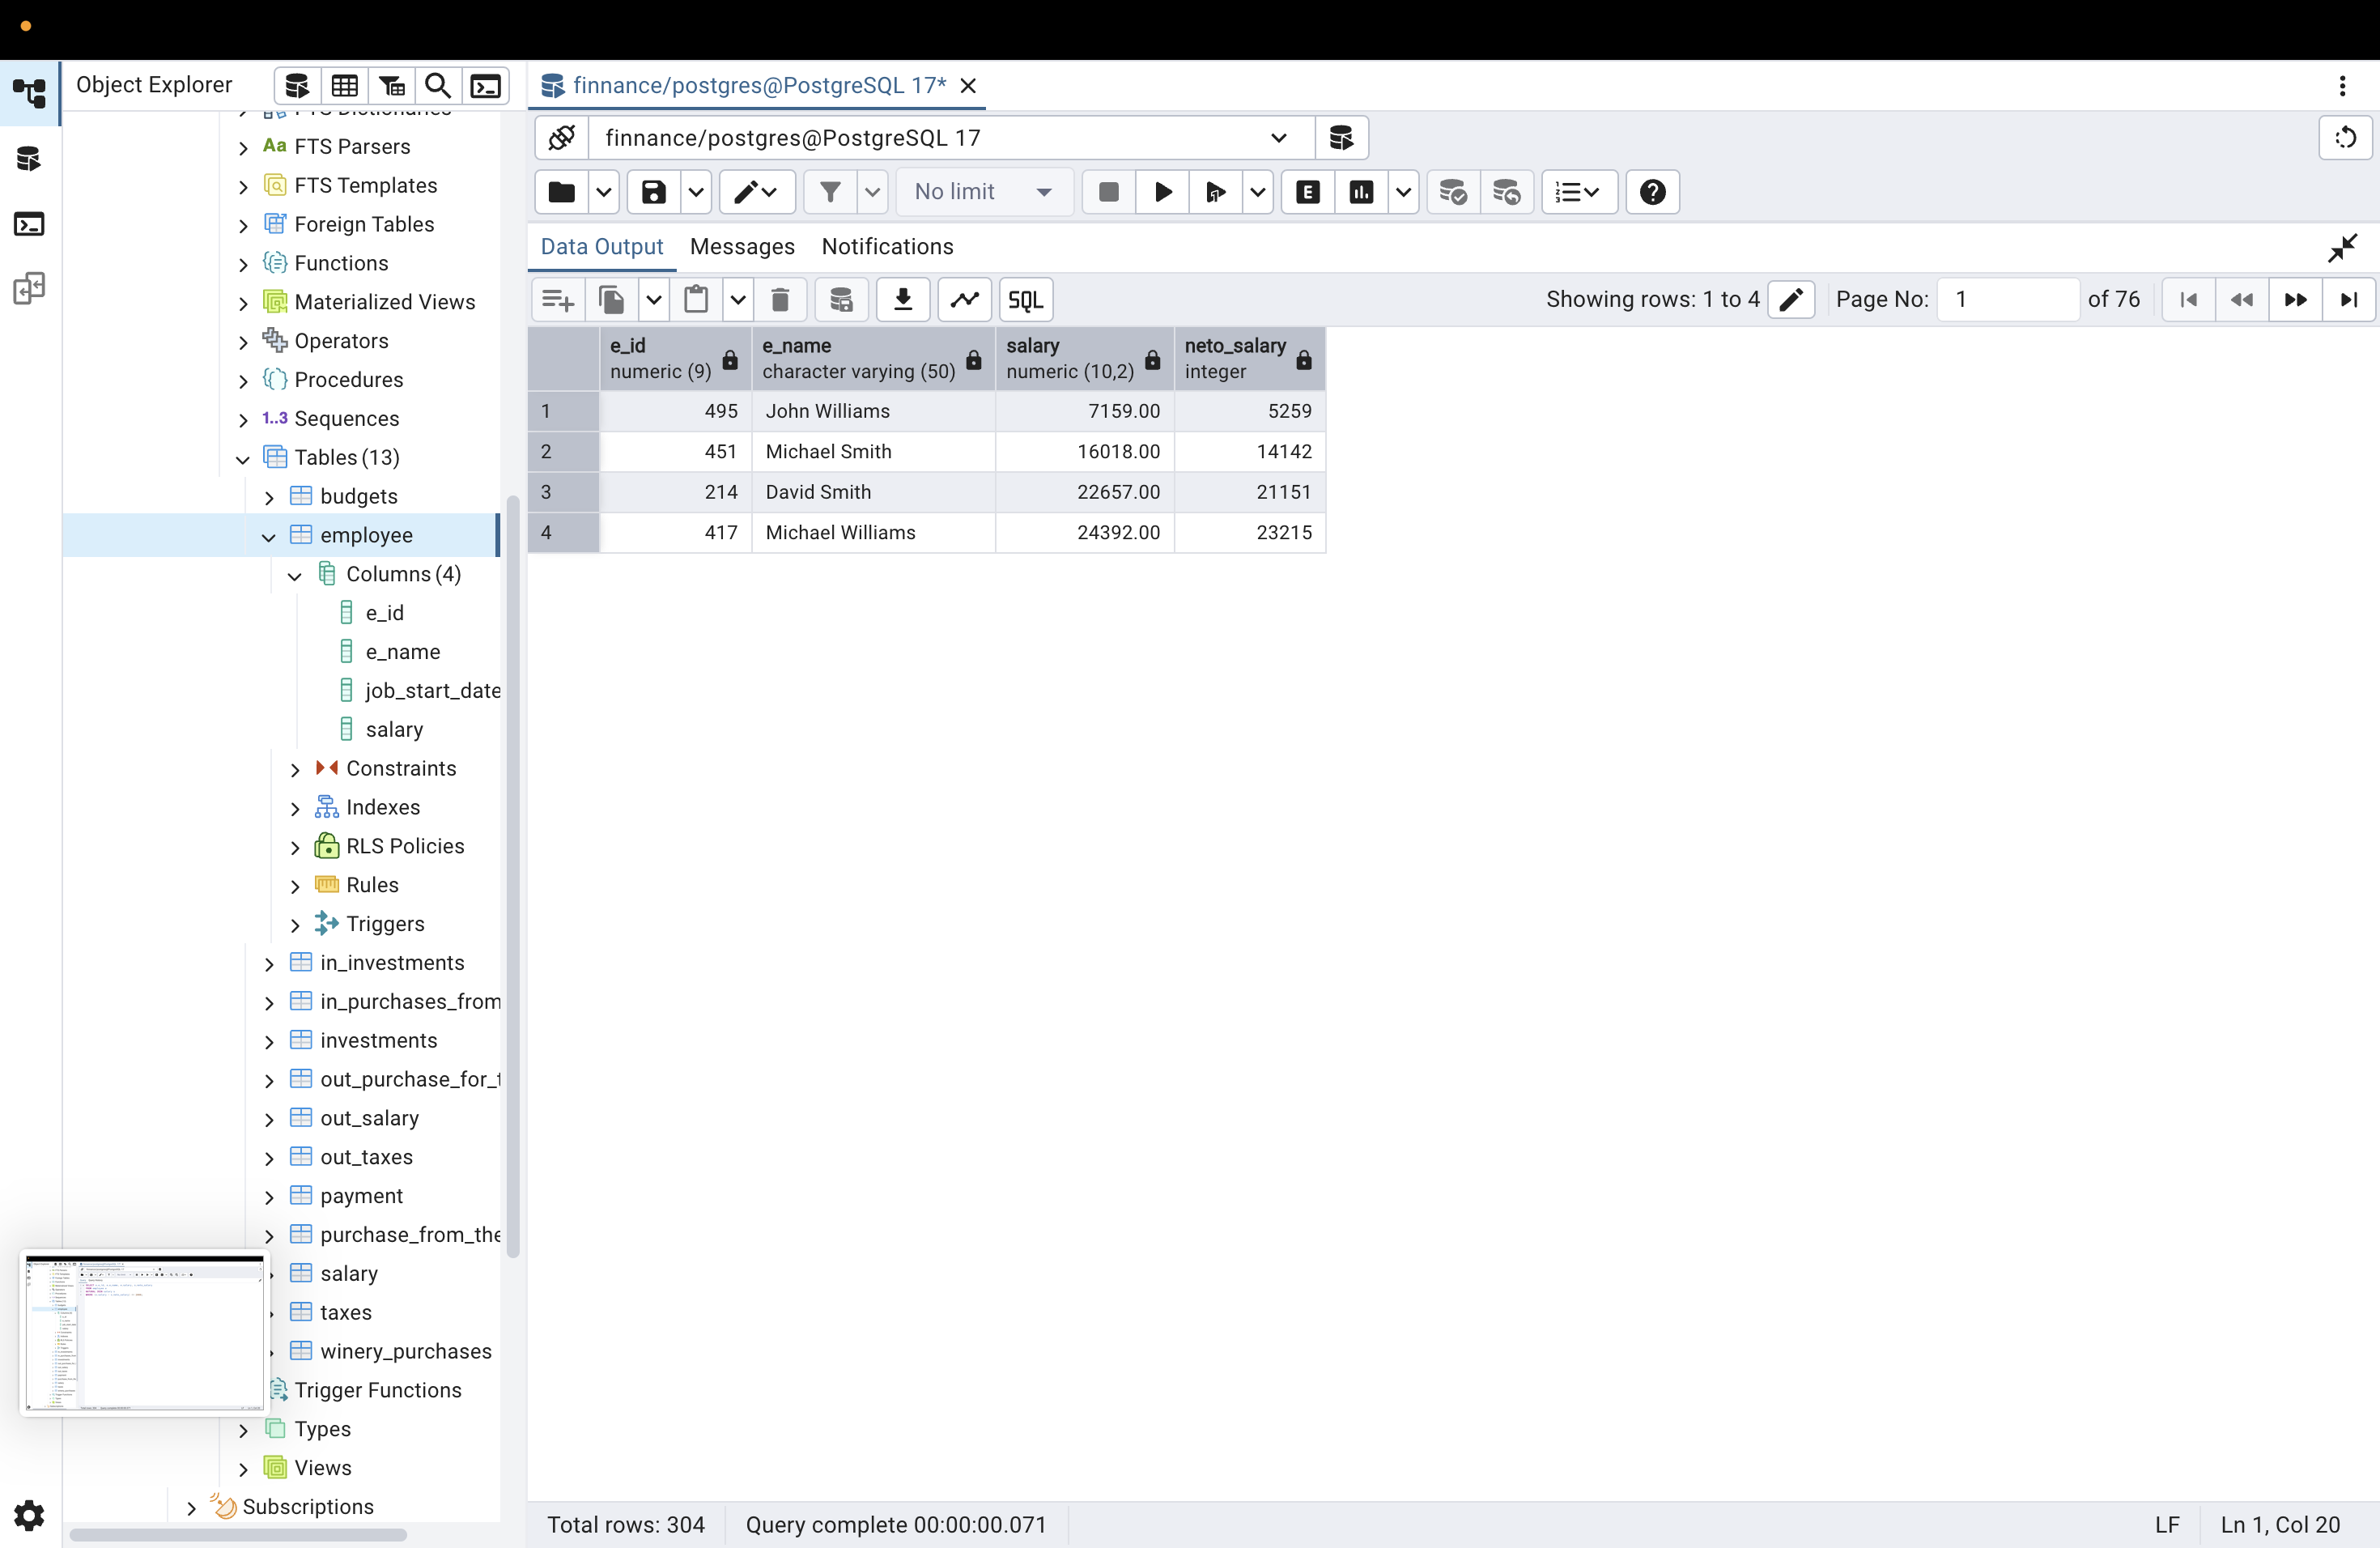 Object Explorer
finnance/postgres@PostgreSQL 17*
finnance/postgres@PostgreSQL 17
No limit
Data Output Messages Notifications
SQL
Showing rows: 1 to 4
Page No: 1 of 76
e_id numeric (9)
e_name character varying (50)
salary numeric (10,2)
neto_salary integer
1 495 John Williams 7159.00 5259
2 451 Michael Smith 16018.00 14142
3 214 David Smith 22657.00 21151
4 417 Michael Williams 24392.00 23215
FTS Dictionaries
Aa FTS Parsers
FTS Templates
Foreign Tables
Functions
Materialized Views
Operators
Procedures
1..3 Sequences
Tables (13)
budgets
employee
Columns (4)
e_id
e_name
job_start_date
salary
Constraints
Indexes
RLS Policies
Rules
Triggers
in_investments
in_purchases_from
investments
out_purchase_for_t
out_salary
out_taxes
payment
purchase_from_the
salary
taxes
winery_purchases
Trigger Functions
Types
Views
Subscriptions
Total rows: 304
Query complete 00:00:00.071
LF
Ln 1, Col 20